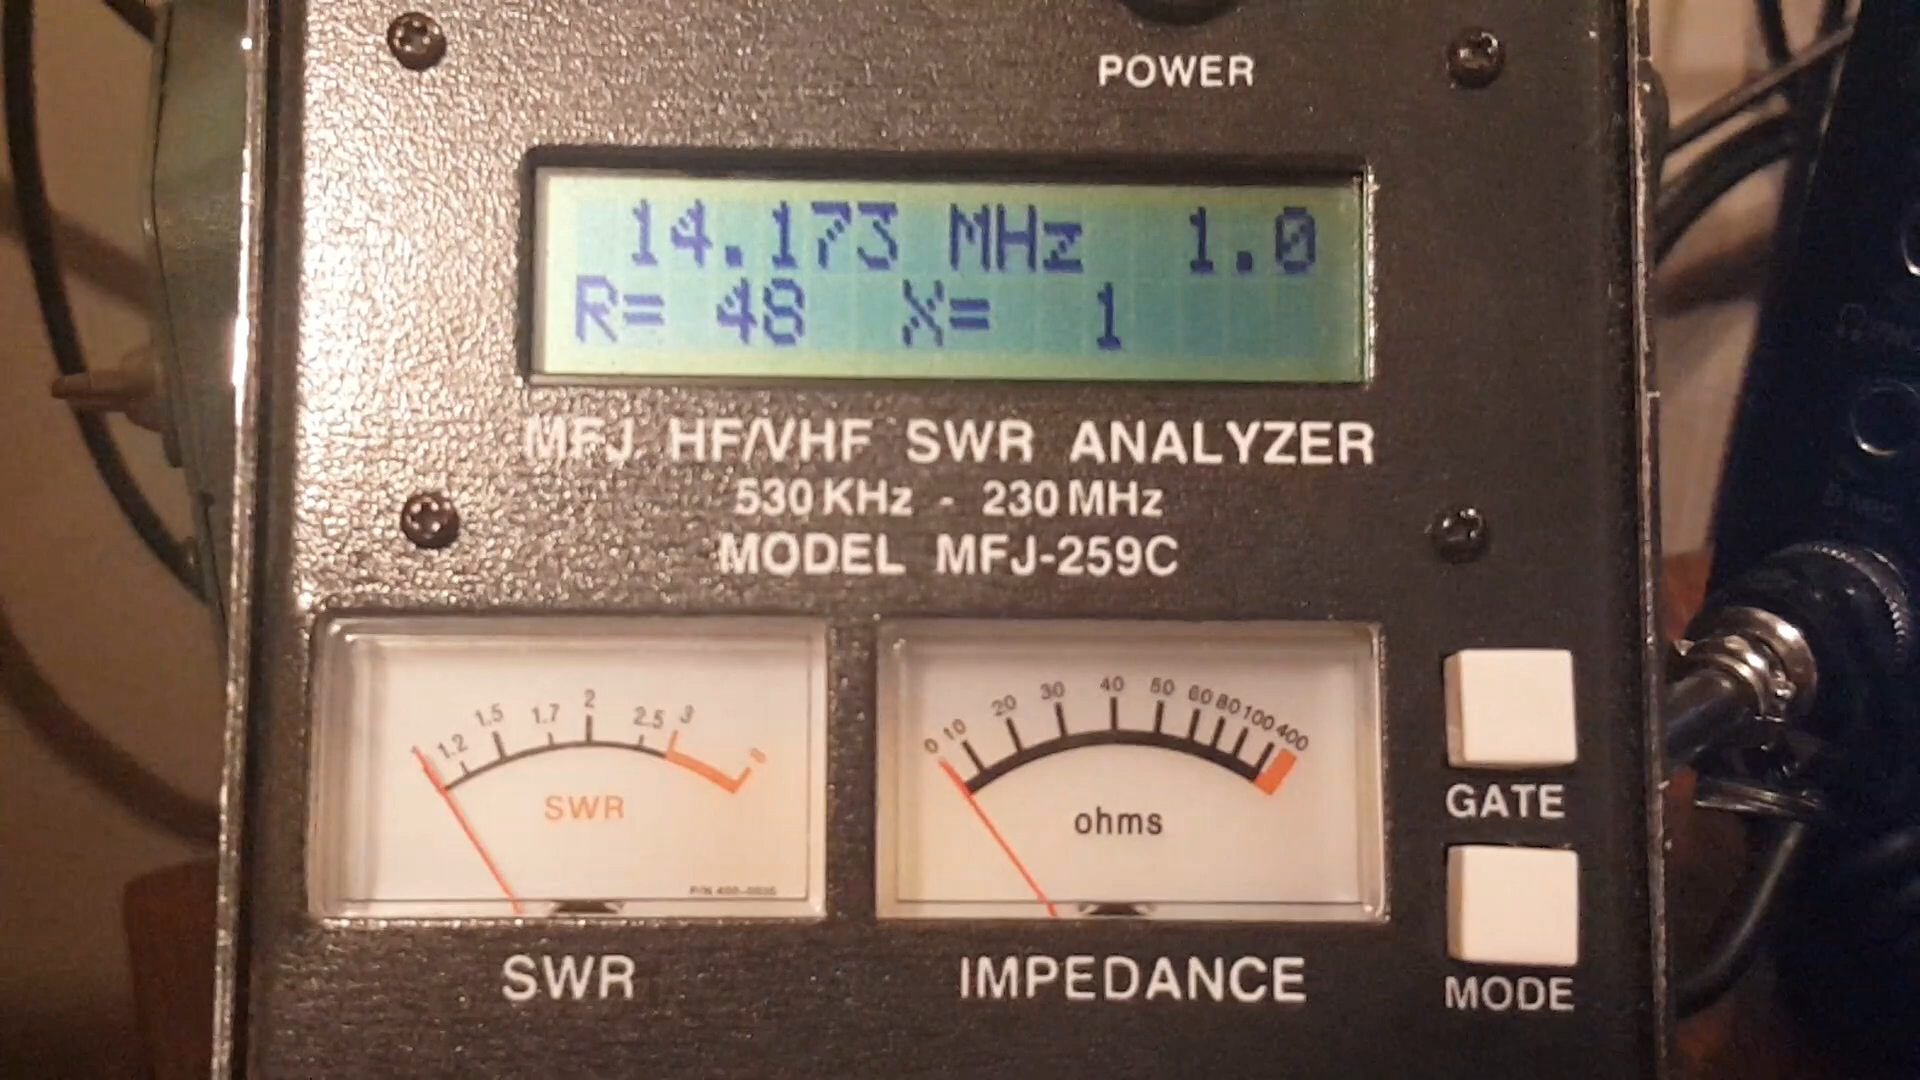 POWER
14.173 MHz 1.0
R= 48 X= 1
MFJ HF/VHF SWR ANALYZER
530 KHz - 230 MHz
MODEL MFJ-259C
1 1.2 1.5 1.7 2 2.5 3
SWR
0 10 20 30 40 50 60 80 100 400
ohms
GATE
SWR
IMPEDANCE
MODE